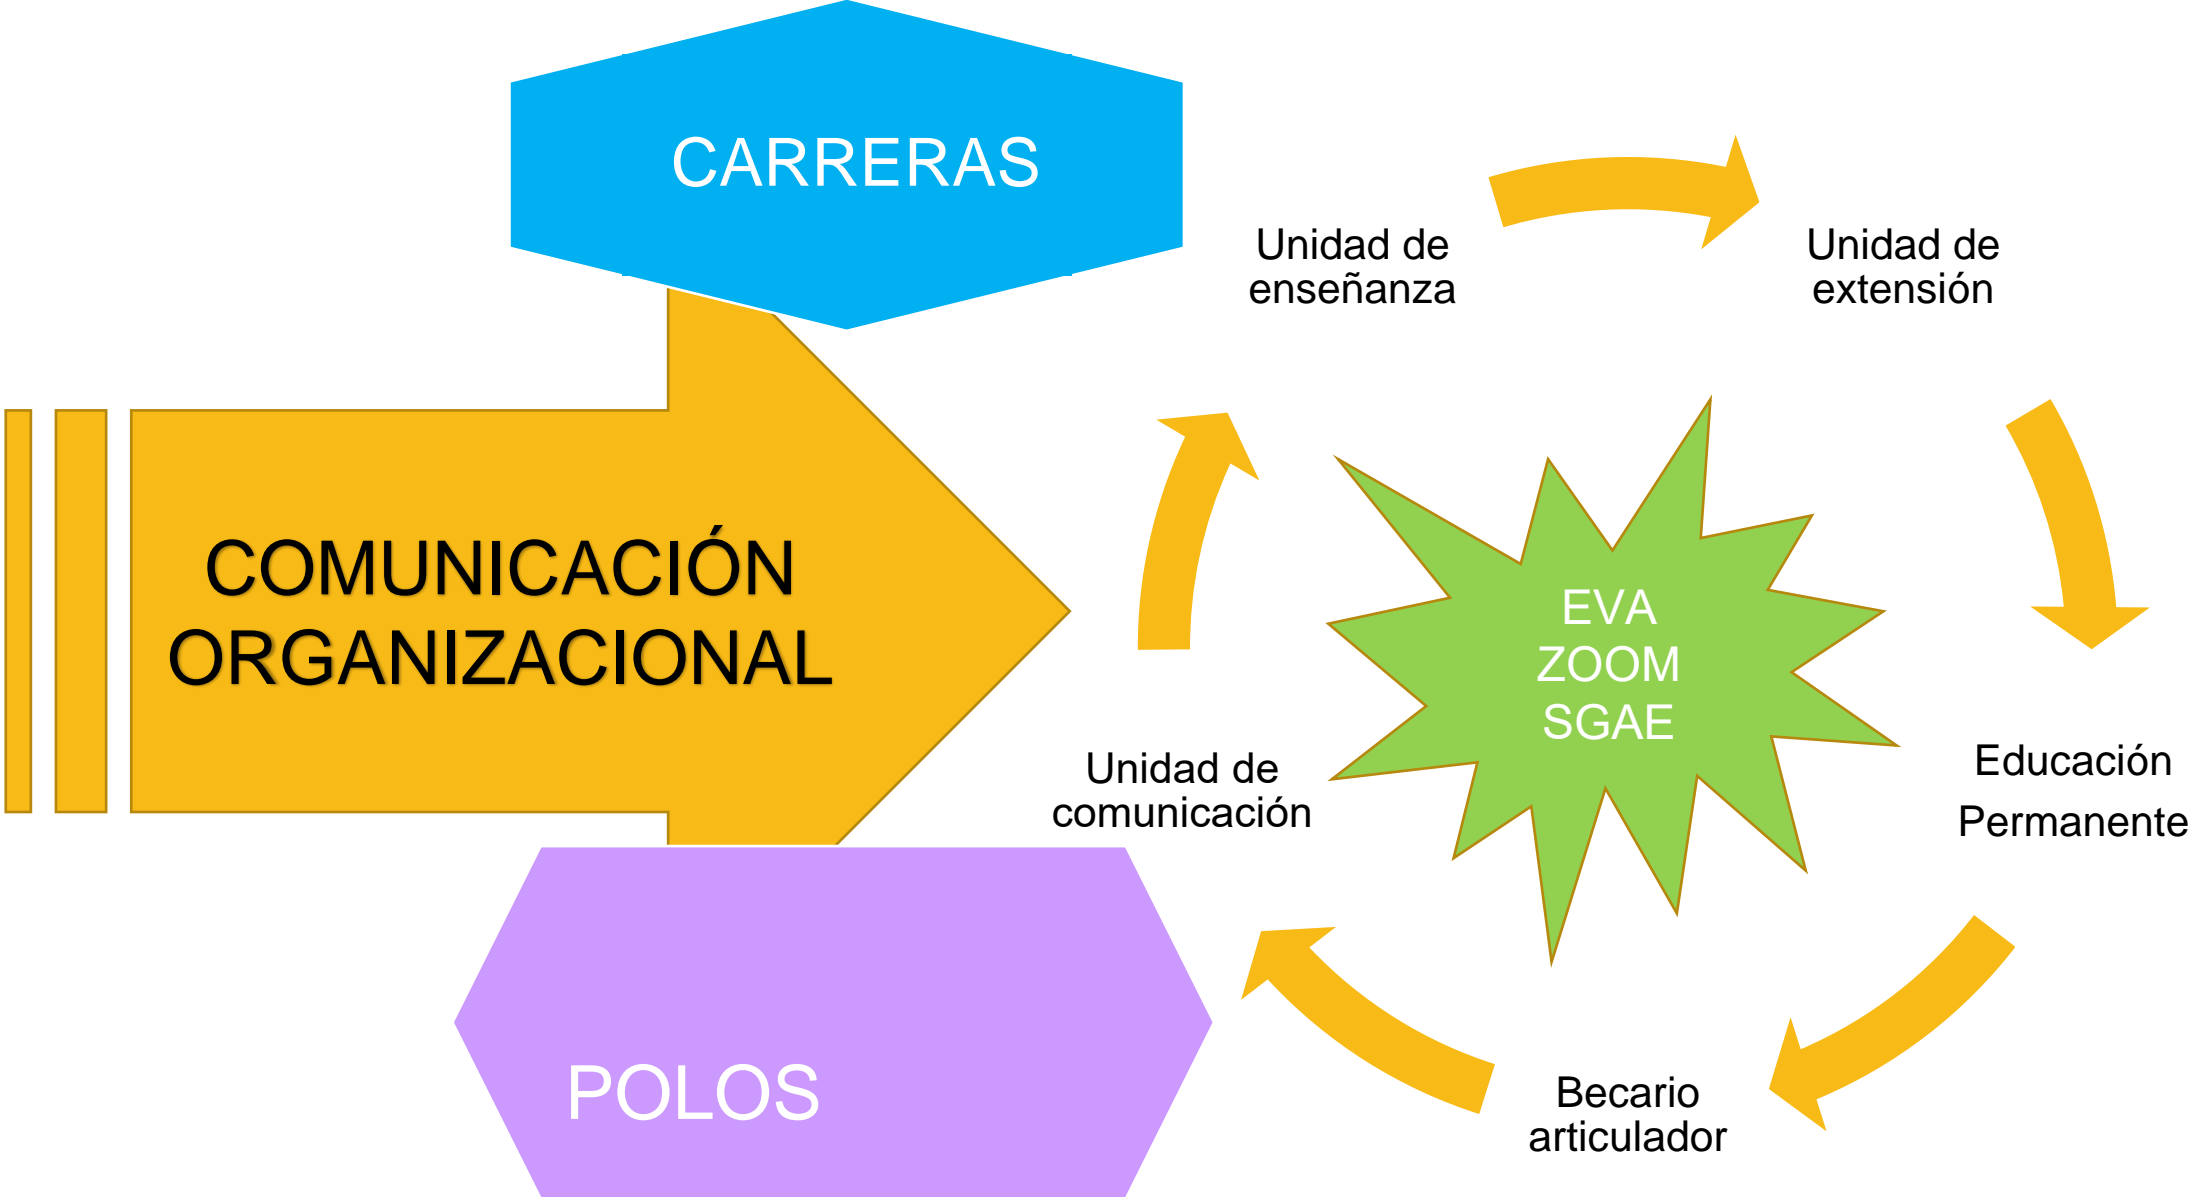 CARRERAS
COMUNICACIÓN
ORGANIZACIONAL
POLOS
Unidad de
enseñanza
Unidad de
extensión
Educación
Permanente
Becario
articulador
Unidad de
comunicación
EVA
ZOOM
SGAE